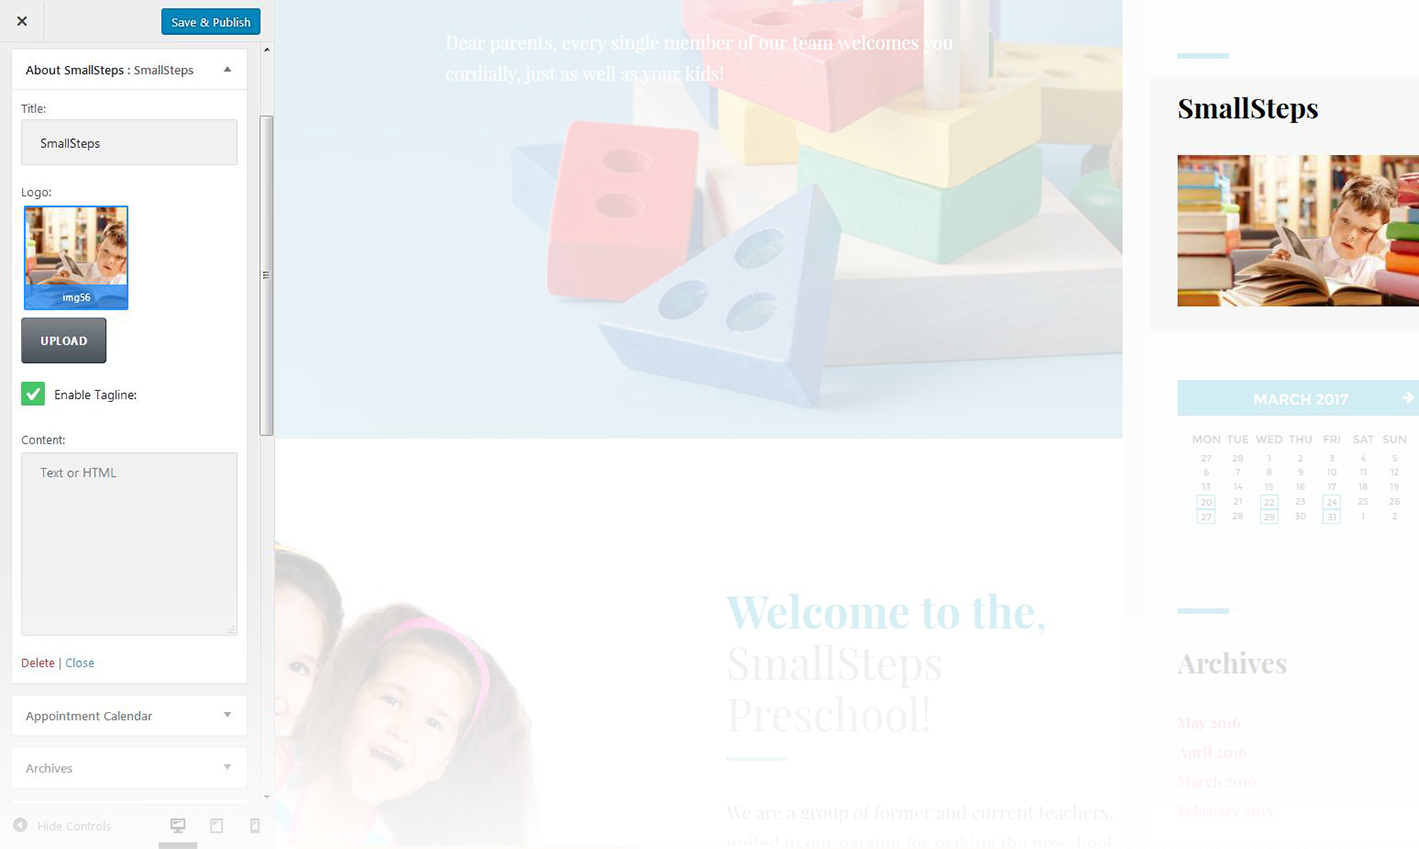 Save & Publish
About SmallSteps : SmallSteps
Title:
SmallSteps
Logo:
img56
UPLOAD
Enable Tagline:
Content:
Text or HTML
Delete | Close
Appointment Calendar
Archives
Hide Controls
Dear parents, every single member of our team welcomes you
cordially, just as well as your kids!
Welcome to the,
SmallSteps
Preschool!
We are a group of former and current teachers,
united in our passion for making the preschool
SmallSteps
MARCH 2017
MON TUE WED THU FRI SAT SUN
27 28 1 2 3 4 5
6 7 8 9 10 11 12
13 14 15 16 17 18 19
20 21 22 23 24 25 26
27 28 29 30 31 1 2
Archives
May 2016
April 2016
March 2016
February 2015